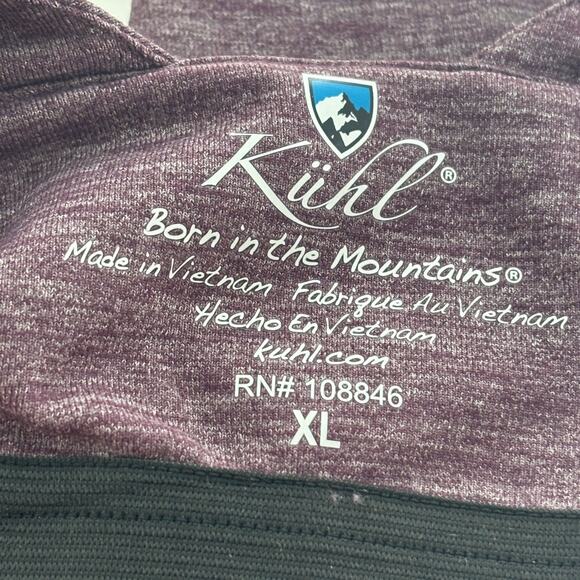 Kühl®
Born in the Mountains®
Made in Vietnam Fabrique Au Vietnam
Hecho En Vietnam
kuhl.com
RN# 108846
XL